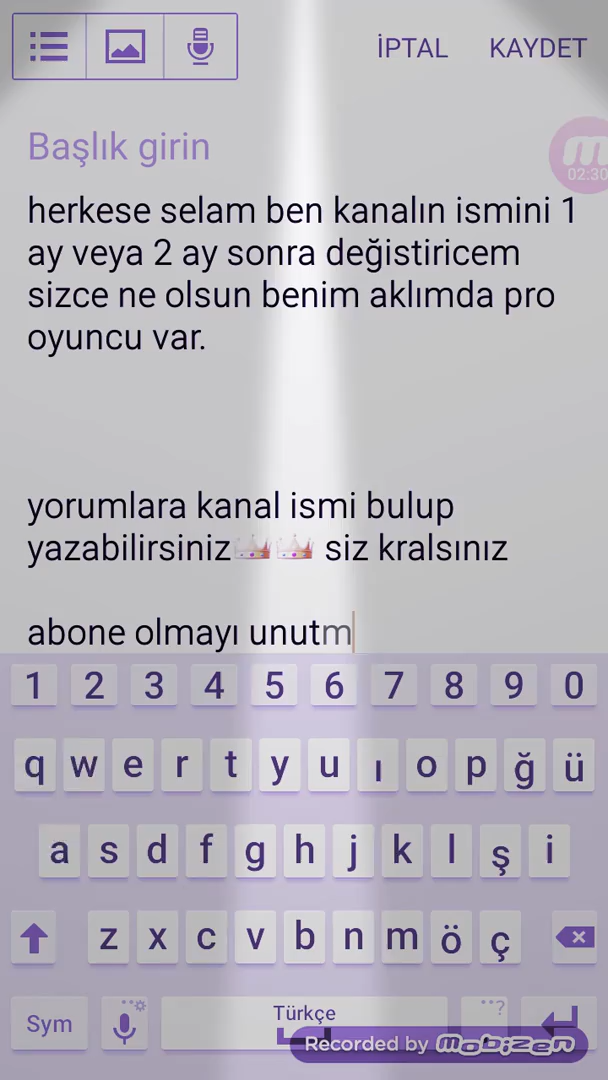 İPTAL KAYDET
Başlık girin
02:30
herkese selam ben kanalın ismini 1
ay veya 2 ay sonra değistiricem
sizce ne olsun benim aklımda pro
oyuncu var.
yorumlara kanal ismi bulup
yazabilirsiniz👑👑 siz kralsınız
abone olmayı unutm
1 2 3 4 5 6 7 8 9 0
q w e r t y u ı o p ğ ü
a s d f g h j k l ş i
z x c v b n m ö ç
Sym Türkçe ?
Recorded by mobizen